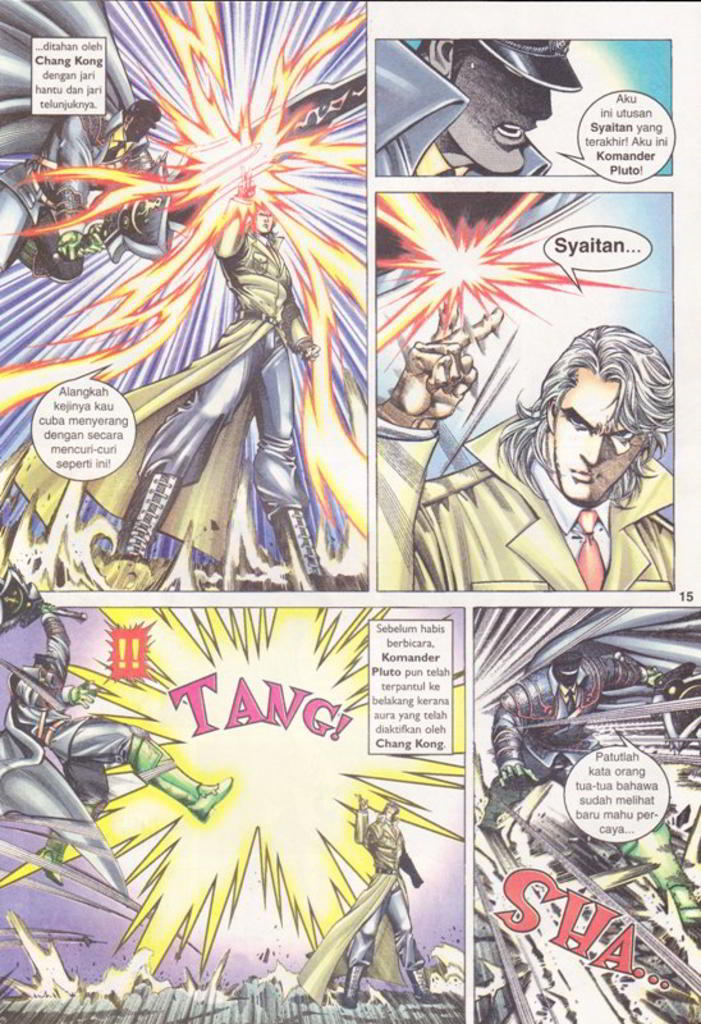 ...ditahan oleh
Chang Kong
dengan jari
hantu dan jari
telunjuknya.
Alangkah
kejinya kau
cuba menyerang
dengan secara
mencuri-curi
seperti ini!
Aku
ini utusan
Syaitan yang
terakhir! Aku ini
Komander
Pluto!
Syaitan...
15
!!
TANG!
Sebelum habis
berbicara,
Komander
Pluto pun telah
terpantul ke
belakang kerana
aura yang telah
diaktifkan oleh
Chang Kong.
Patutlah
kata orang
tua-tua bahawa
sudah melihat
baru mahu per-
caya...
SHA...